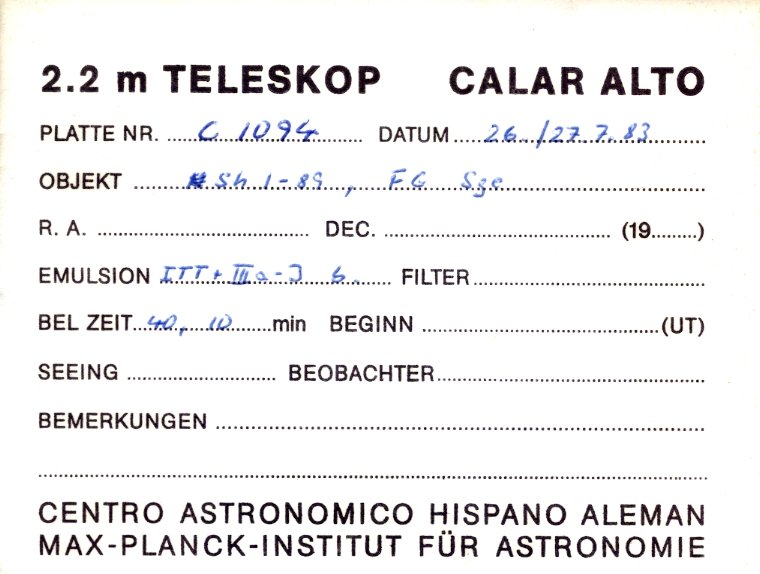 2.2 m TELESKOP CALAR ALTO
PLATTE NR. C 1094 DATUM 26./27.7.83
OBJEKT Sh 1-89, FG Sge
R. A. DEC. (19 )
EMULSION ITT + IIIa-J b. FILTER
BEL ZEIT 40, 10 min BEGINN (UT)
SEEING BEOBACHTER
BEMERKUNGEN
CENTRO ASTRONOMICO HISPANO ALEMAN
MAX-PLANCK-INSTITUT FÜR ASTRONOMIE